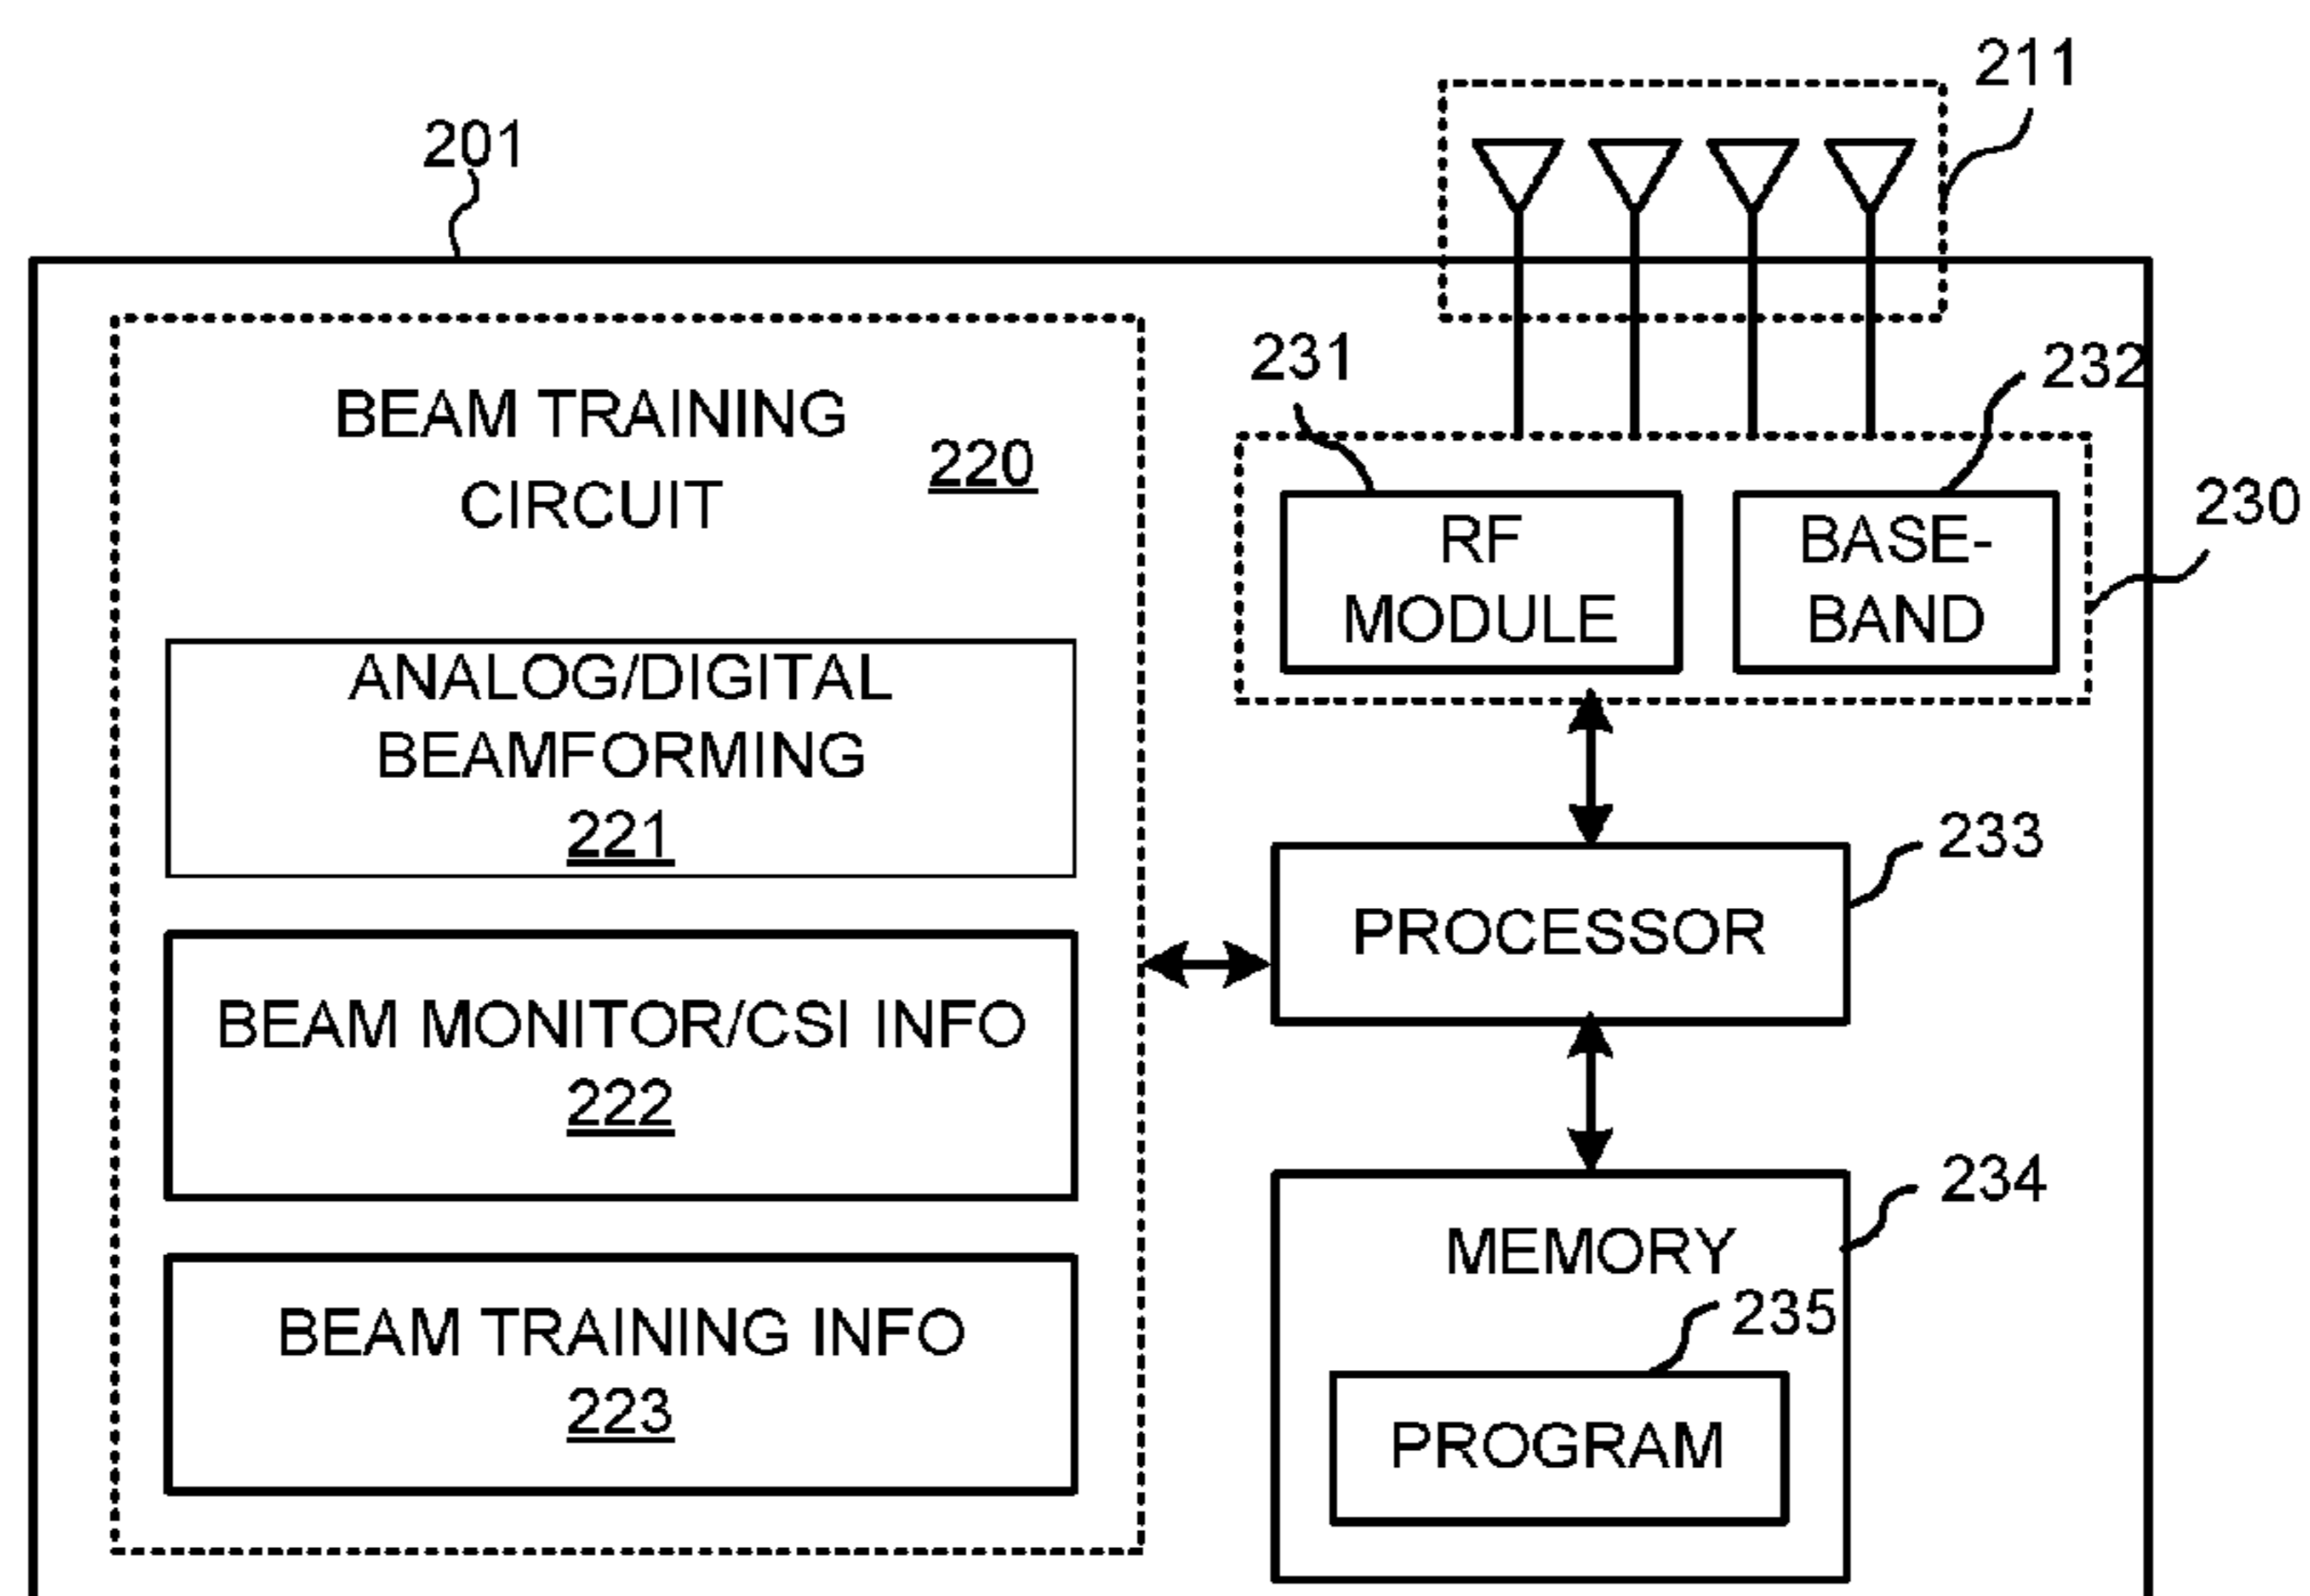 211
201
231
232
BEAM TRAINING
CIRCUIT
220
230
RF
MODULE
BASE-
BAND
ANALOG/DIGITAL
BEAMFORMING
221
233
PROCESSOR
BEAM MONITOR/CSI INFO
222
234
MEMORY
235
BEAM TRAINING INFO
223
PROGRAM